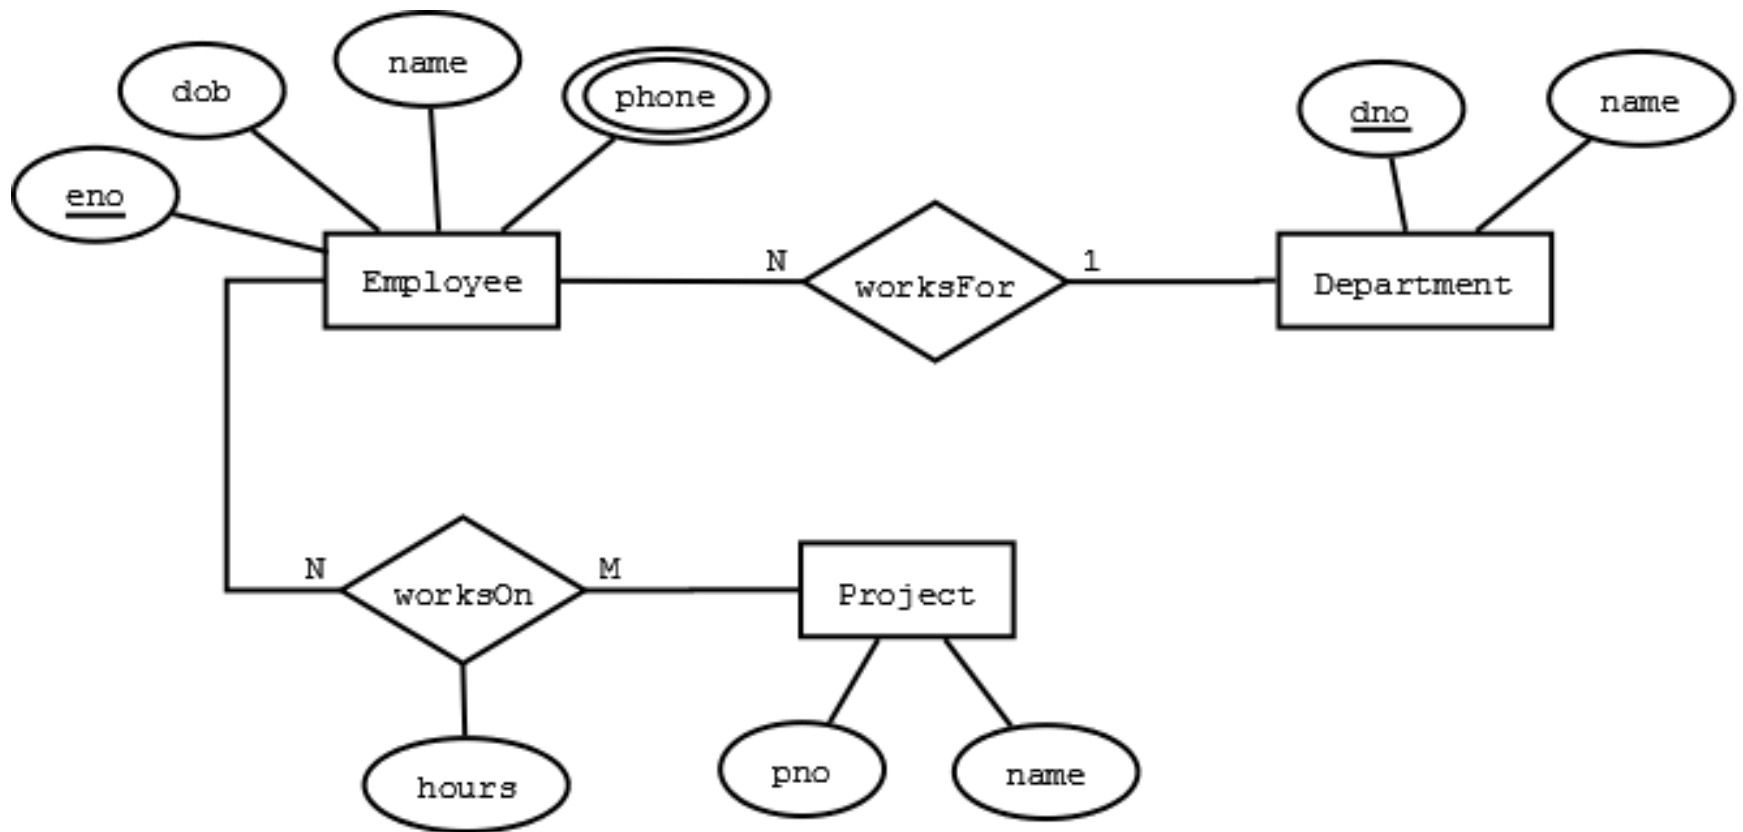 name
dob
phone
name
dno
eno
N
1
Employee
worksFor
Department
N
M
worksOn
Project
pno
name
hours